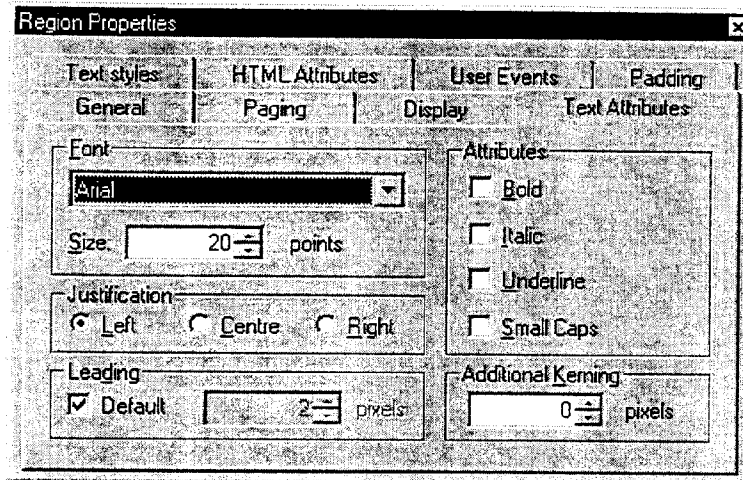 Region Properties
Text styles HTML Attributes User Events Padding
General Paging Display Text Attributes
Font
Arial
Size: 20 points
Justification
Left Centre Right
Leading
Default 2 pixels
Attributes
Bold
Italic
Underline
Small Caps
Additional Kerning
0 pixels